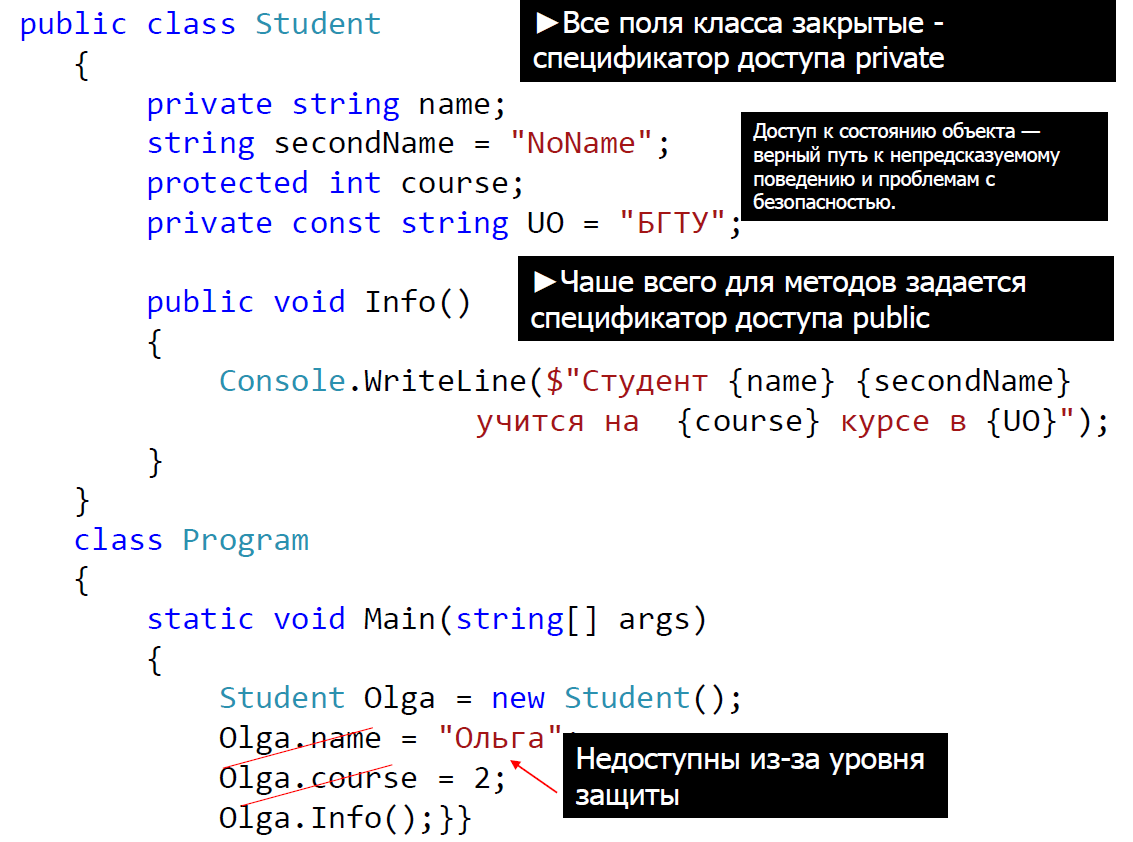 public class Student
►Все поля класса закрытые -
спецификатор доступа private
{
private string name;
string secondName = "NoName";
protected int course;
private const string UO = "БГТУ";
Доступ к состоянию объекта —
верный путь к непредсказуемому
поведению и проблемам с
безопасностью.
►Чаше всего для методов задается
спецификатор доступа public
public void Info()
{
Console.WriteLine($"Студент {name} {secondName}
учится на {course} курсе в {UO}");
}
}
class Program
{
static void Main(string[] args)
{
Student Olga = new Student();
Olga.name = "Ольга";
Olga.course = 2;
Olga.Info();}}
Недоступны из-за уровня
защиты